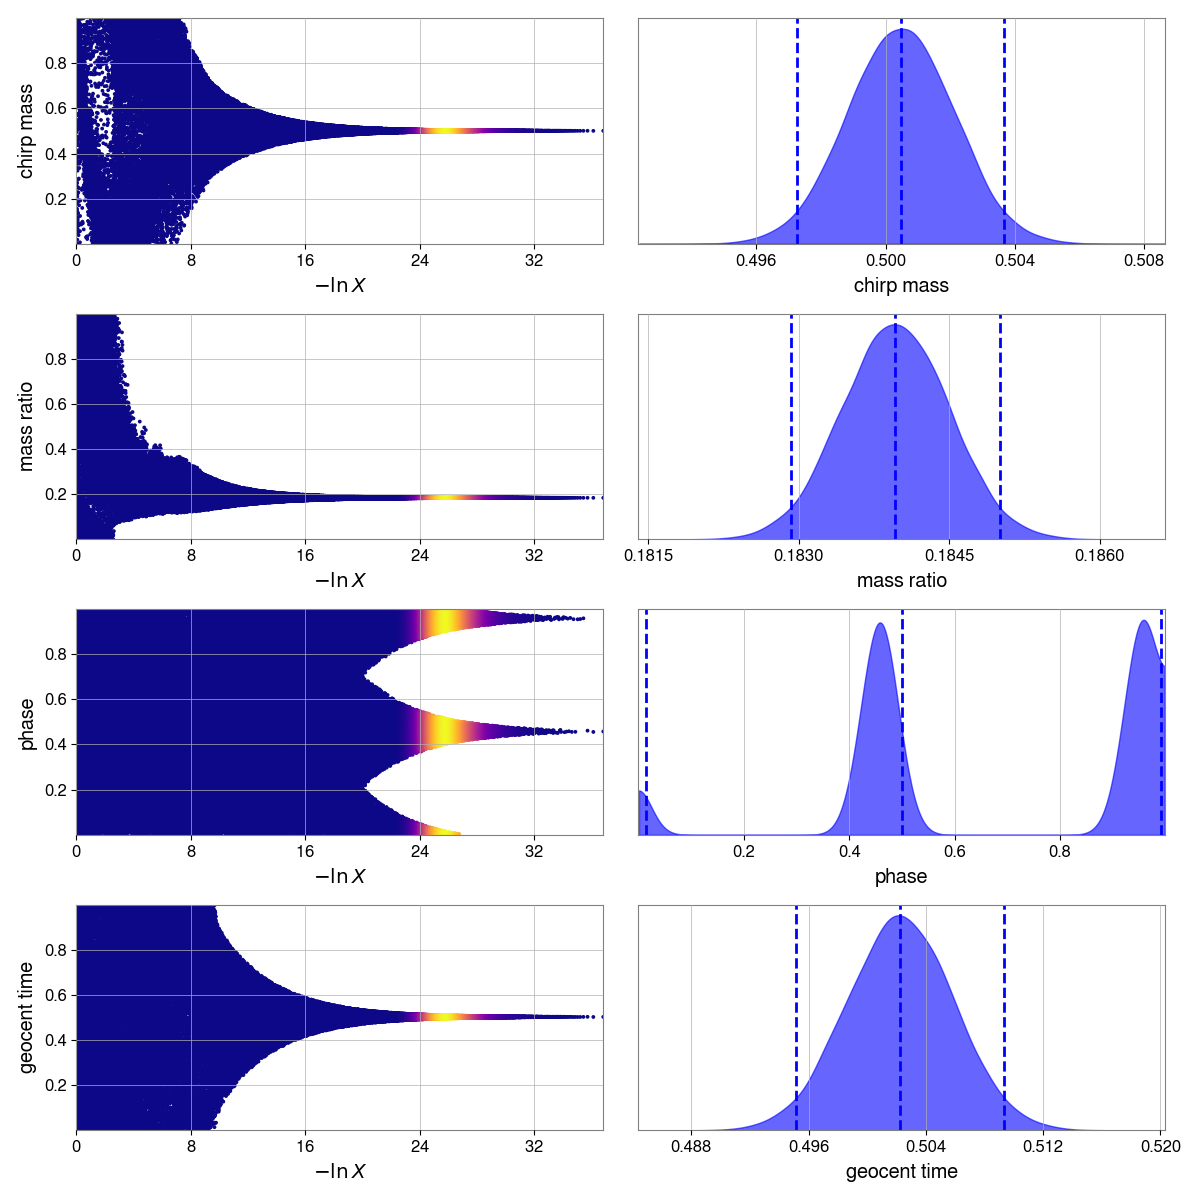 chirp mass
0.8
0.6
0.4
0.2
0 8 16 24 32
−ln X
0.496 0.500 0.504 0.508
chirp mass
mass ratio
0.8
0.6
0.4
0.2
0 8 16 24 32
−ln X
0.1815 0.1830 0.1845 0.1860
mass ratio
phase
0.8
0.6
0.4
0.2
0 8 16 24 32
−ln X
0.2 0.4 0.6 0.8
phase
geocent time
0.8
0.6
0.4
0.2
0 8 16 24 32
−ln X
0.488 0.496 0.504 0.512 0.520
geocent time